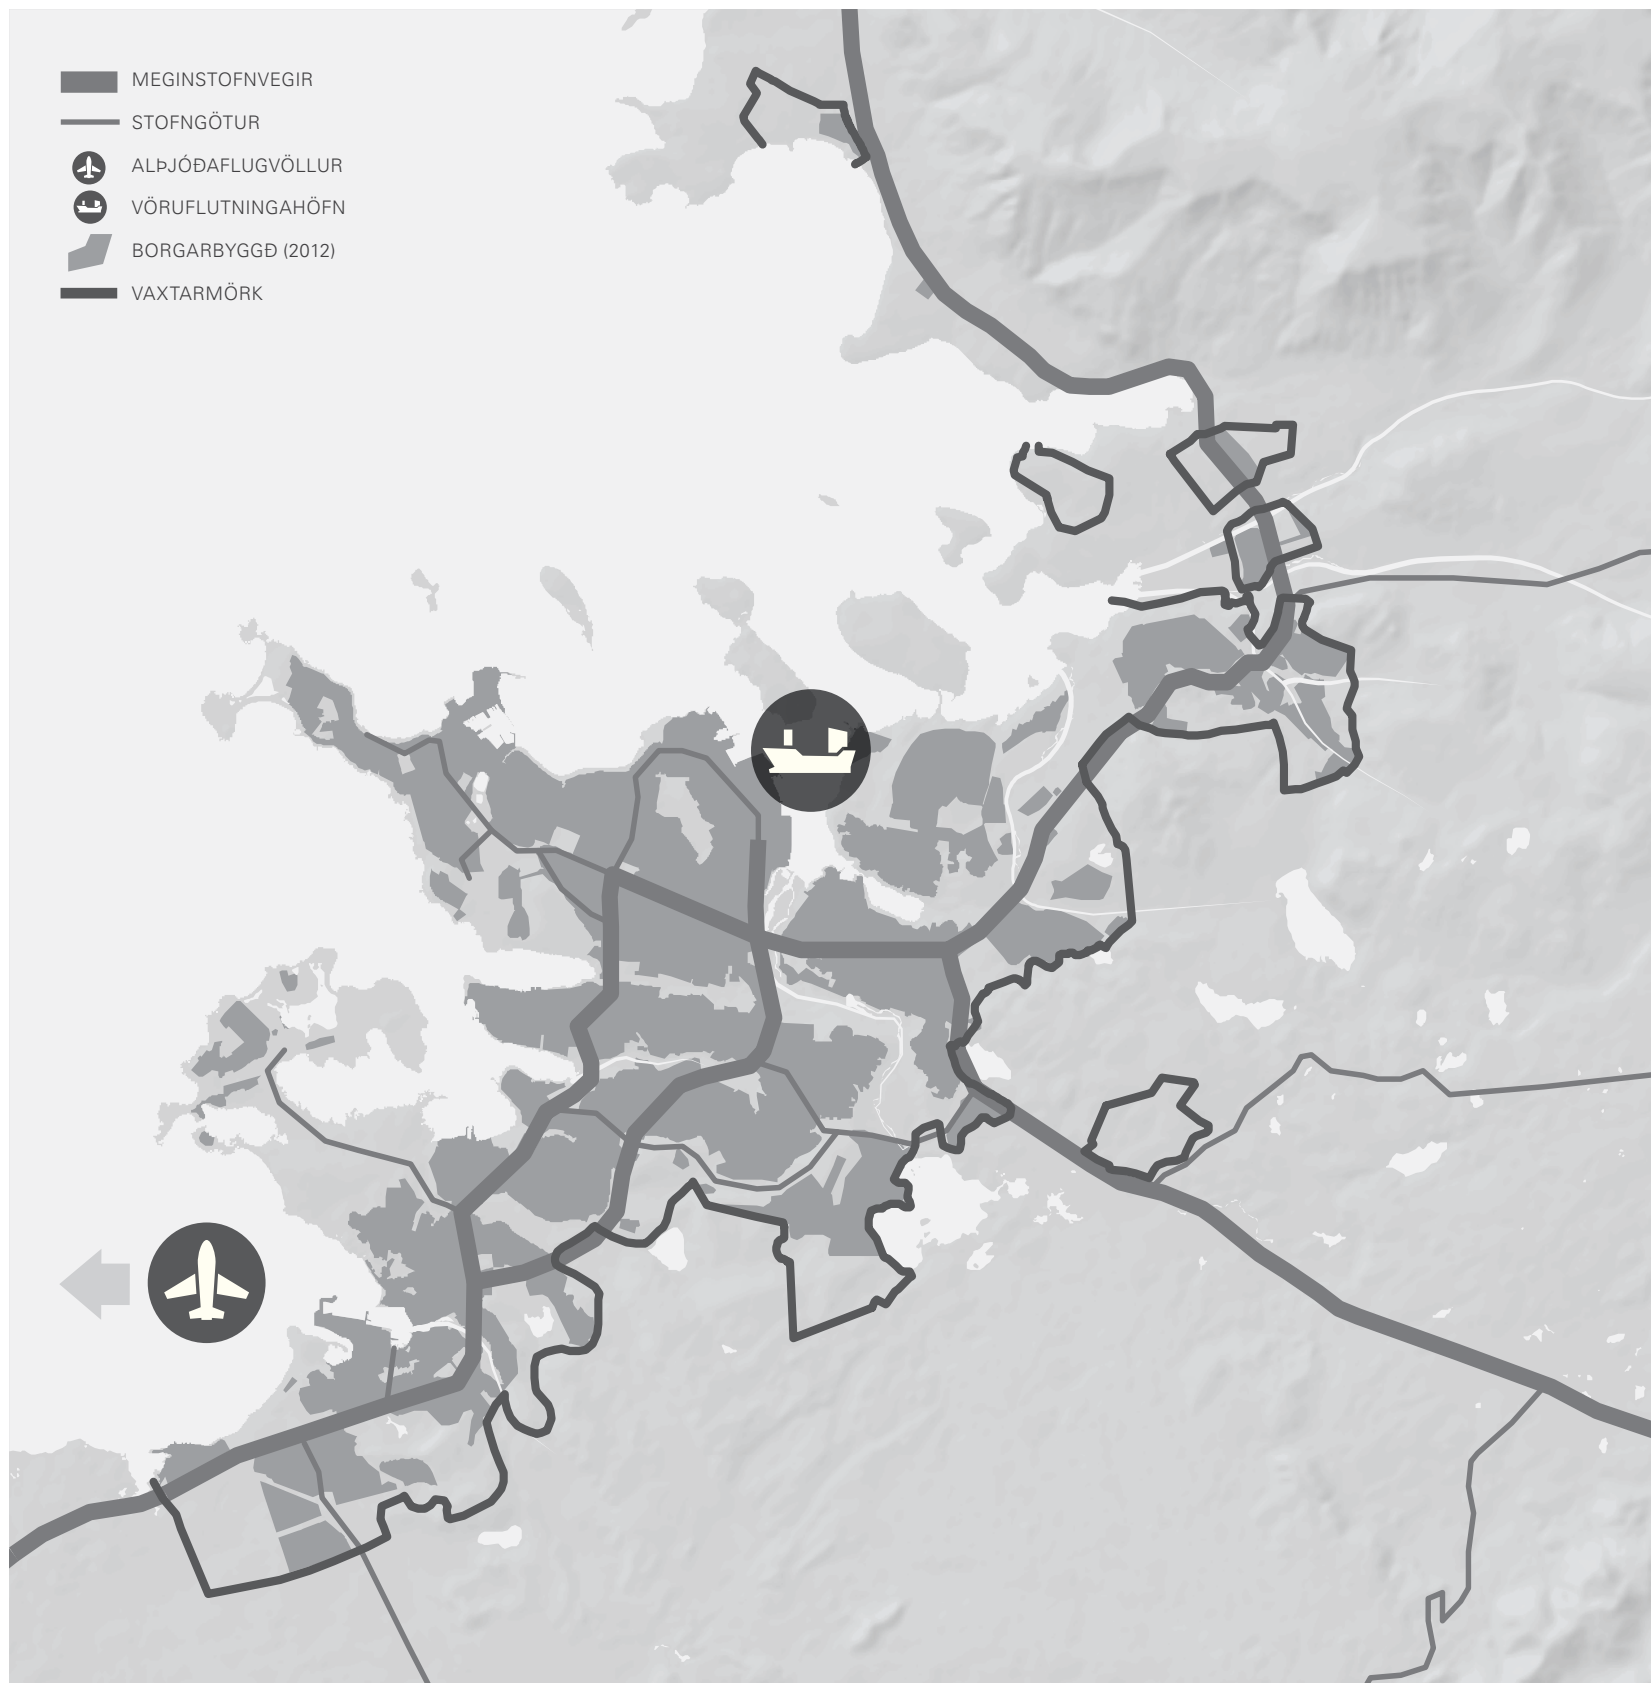 MEGINSTOFNVEGIR
STOFNGÖTUR
ALÞJÓÐAFLUGVÖLLUR
VÖRUFLUTNINGAHÖFN
BORGARBYGGÐ (2012)
VAXTARMÖRK